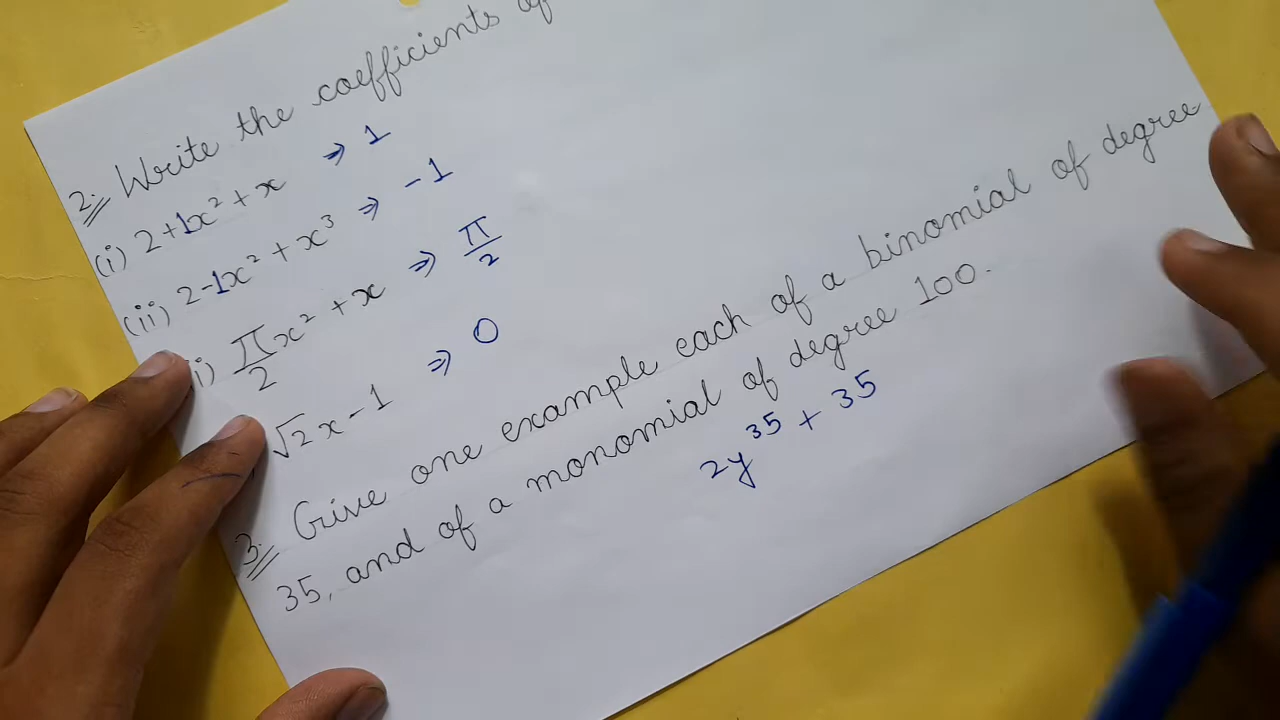 2. Write the coefficients of
(i) 2+1x² + x ⇒ 1
(ii) 2-1x² + x³ ⇒ -1
i) π/2 x² + x ⇒ π/2
√2x - 1 ⇒ 0
3. Give one example each of a binomial of degree
35, and of a monomial of degree 100.
2y³⁵ + 35